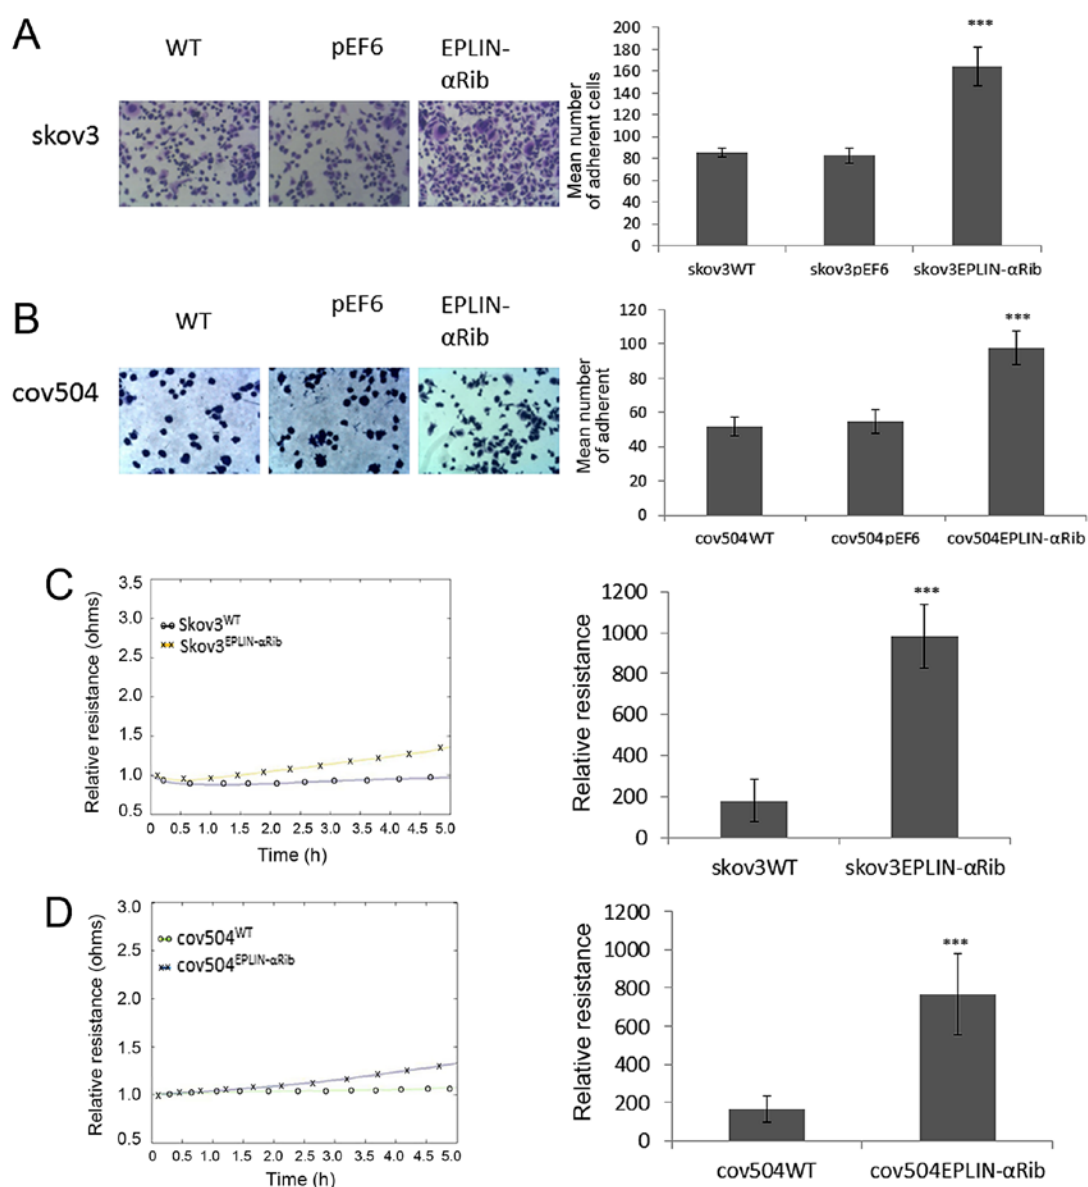 A
WT
pEF6
EPLIN-
αRib
skov3
Mean number
of adherent cells
200
180
160
140
120
100
80
60
40
20
0
***
skov3WT
skov3pEF6
skov3EPLIN-αRib
B
WT
pEF6
EPLIN-
αRib
cov504
Mean number
of adherent
120
100
80
60
40
20
0
***
cov504WT
cov504pEF6
cov504EPLIN-αRib
C
Relative resistance (ohms)
3.5
3.0
2.5
2.0
1.5
1.0
0.5
Skov3WT
Skov3EPLIN-αRib
0 0.5 1.0 1.5 2.0 2.5 3.0 3.5 4.0 4.5 5.0
Time (h)
Relative resistance
1200
1000
800
600
400
200
0
***
skov3WT
skov3EPLIN-αRib
D
Relative resistance (ohms)
3.0
2.5
2.0
1.5
1.0
0.5
cov504WT
cov504EPLIN-αRib
0 0.5 1.0 1.5 2.0 2.5 3.0 3.5 4.0 4.5 5.0
Time (h)
Relative resistance
1200
1000
800
600
400
200
0
***
cov504WT
cov504EPLIN-αRib